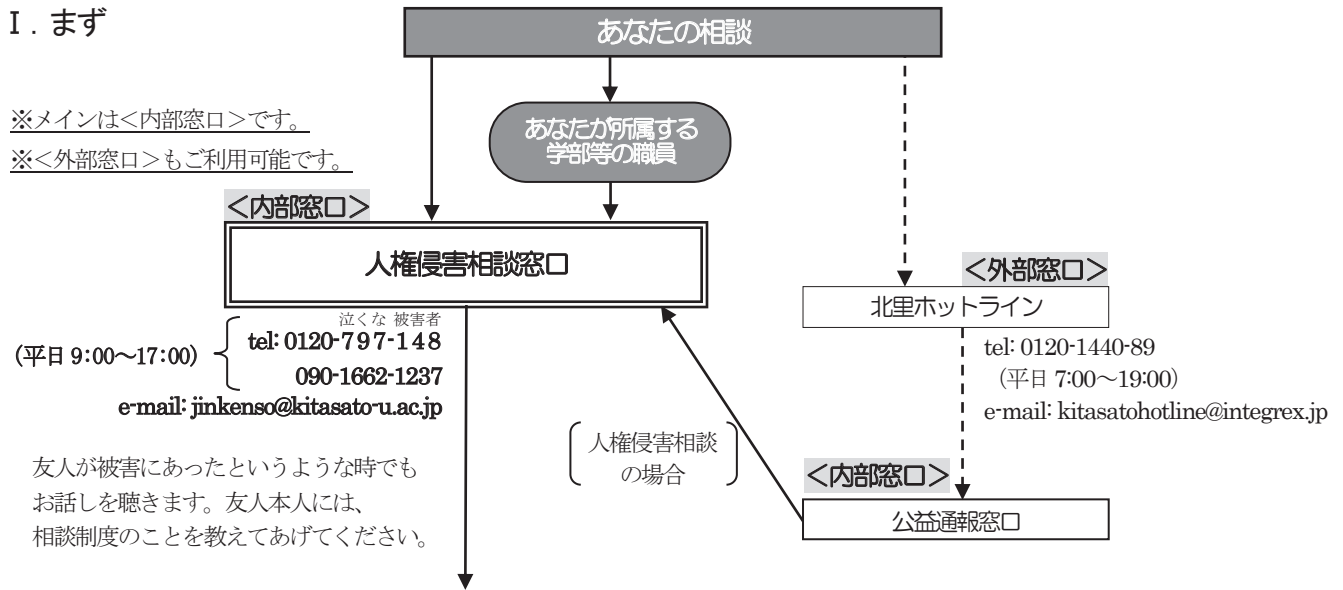 Ⅰ. まず
あなたの相談
※メインは<内部窓口>です。
※<外部窓口>もご利用可能です。
あなたが所属する
学部等の職員
<内部窓口>
人権侵害相談窓口
<外部窓口>
北里ホットライン
泣くな 被害者
(平日 9:00~17:00)
tel: 0120-797-148
090-1662-1237
e-mail: jinkenso@kitasato-u.ac.jp
tel: 0120-1440-89
(平日 7:00~19:00)
e-mail: kitasatohotline@integrex.jp
人権侵害相談
の場合
友人が被害にあったというような時でも
お話しを聴きます。友人本人には、
相談制度のことを教えてあげてください。
<内部窓口>
公益通報窓口